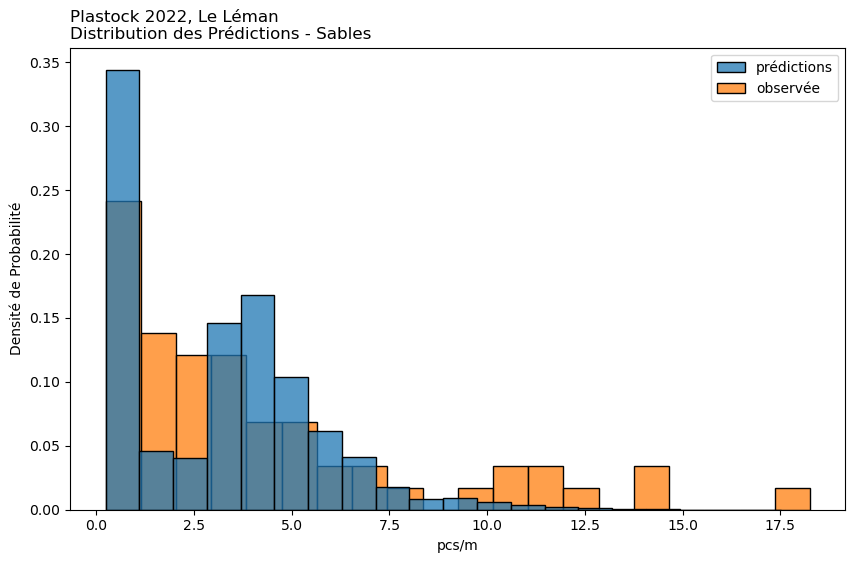 Plastock 2022, Le Léman
Distribution des Prédictions - Sables
prédictions
observée
Densité de Probabilité
0.35
0.30
0.25
0.20
0.15
0.10
0.05
0.00
0.0 2.5 5.0 7.5 10.0 12.5 15.0 17.5
pcs/m